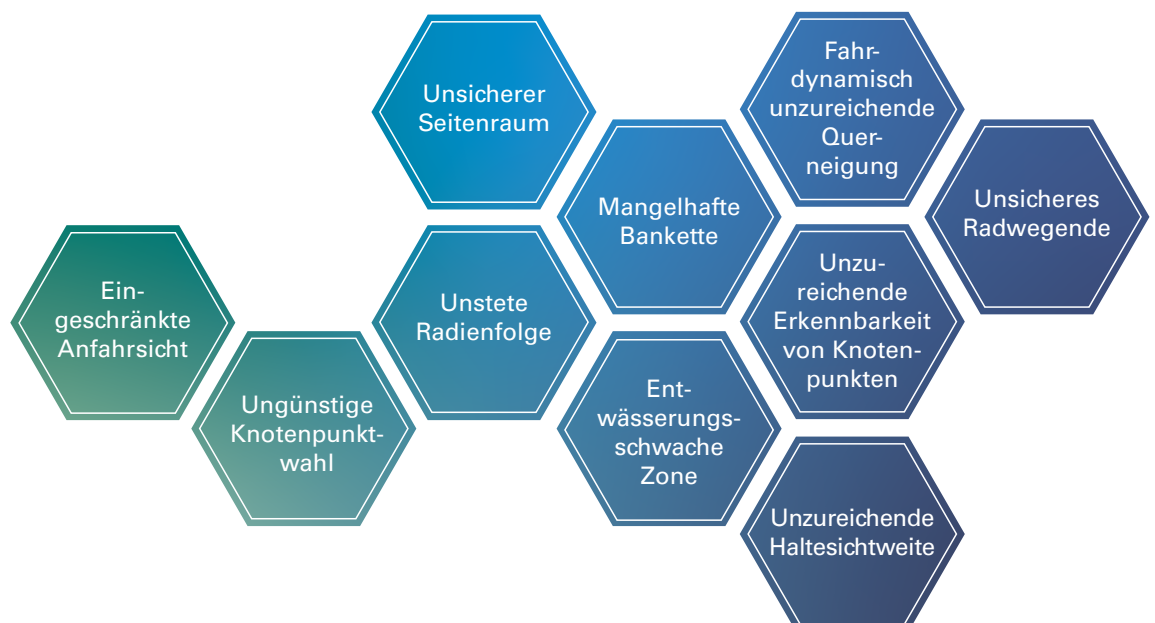 Unsicherer
Seitenraum
Fahr-
dynamisch
unzureichende
Quer-
neigung
Mangelhafte
Bankette
Unsicheres
Radwegende
Ein-
geschränkte
Anfahrsicht
Unstete
Radienfolge
Unzu-
reichende
Erkennbarkeit
von Knoten-
punkten
Ungünstige
Knotenpunkt-
wahl
Ent-
wässerungs-
schwache
Zone
Unzureichende
Haltesichtweite